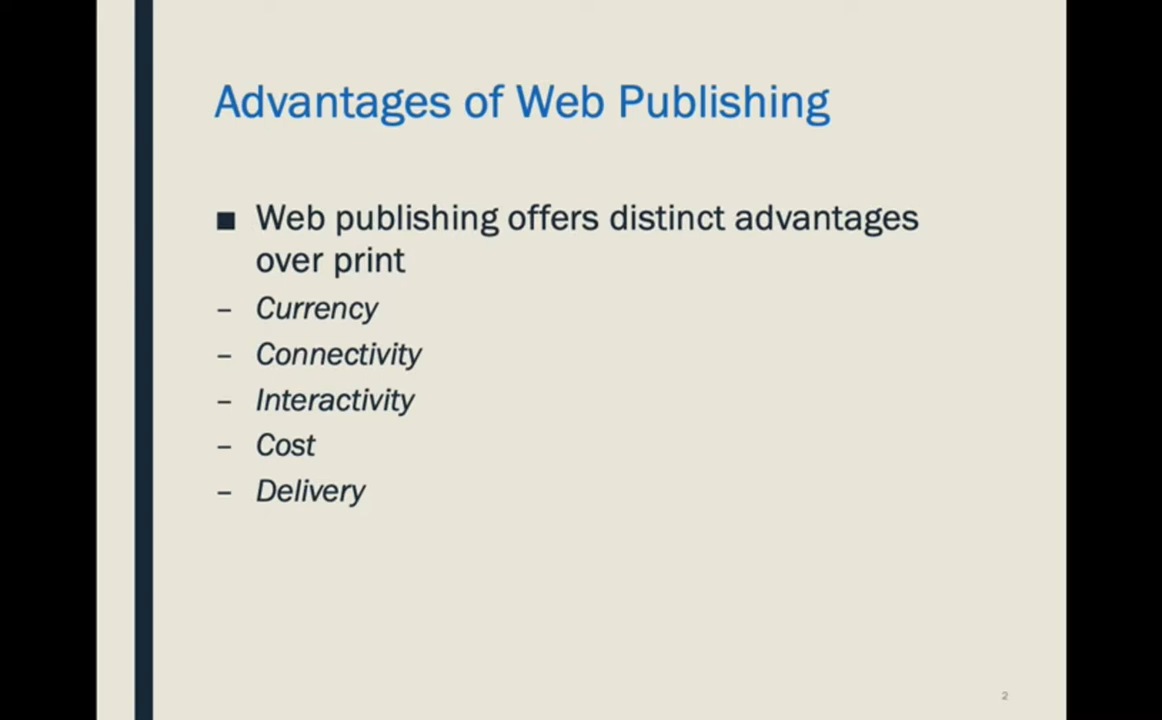 Advantages of Web Publishing
■ Web publishing offers distinct advantages
over print
– Currency
– Connectivity
– Interactivity
– Cost
– Delivery
2